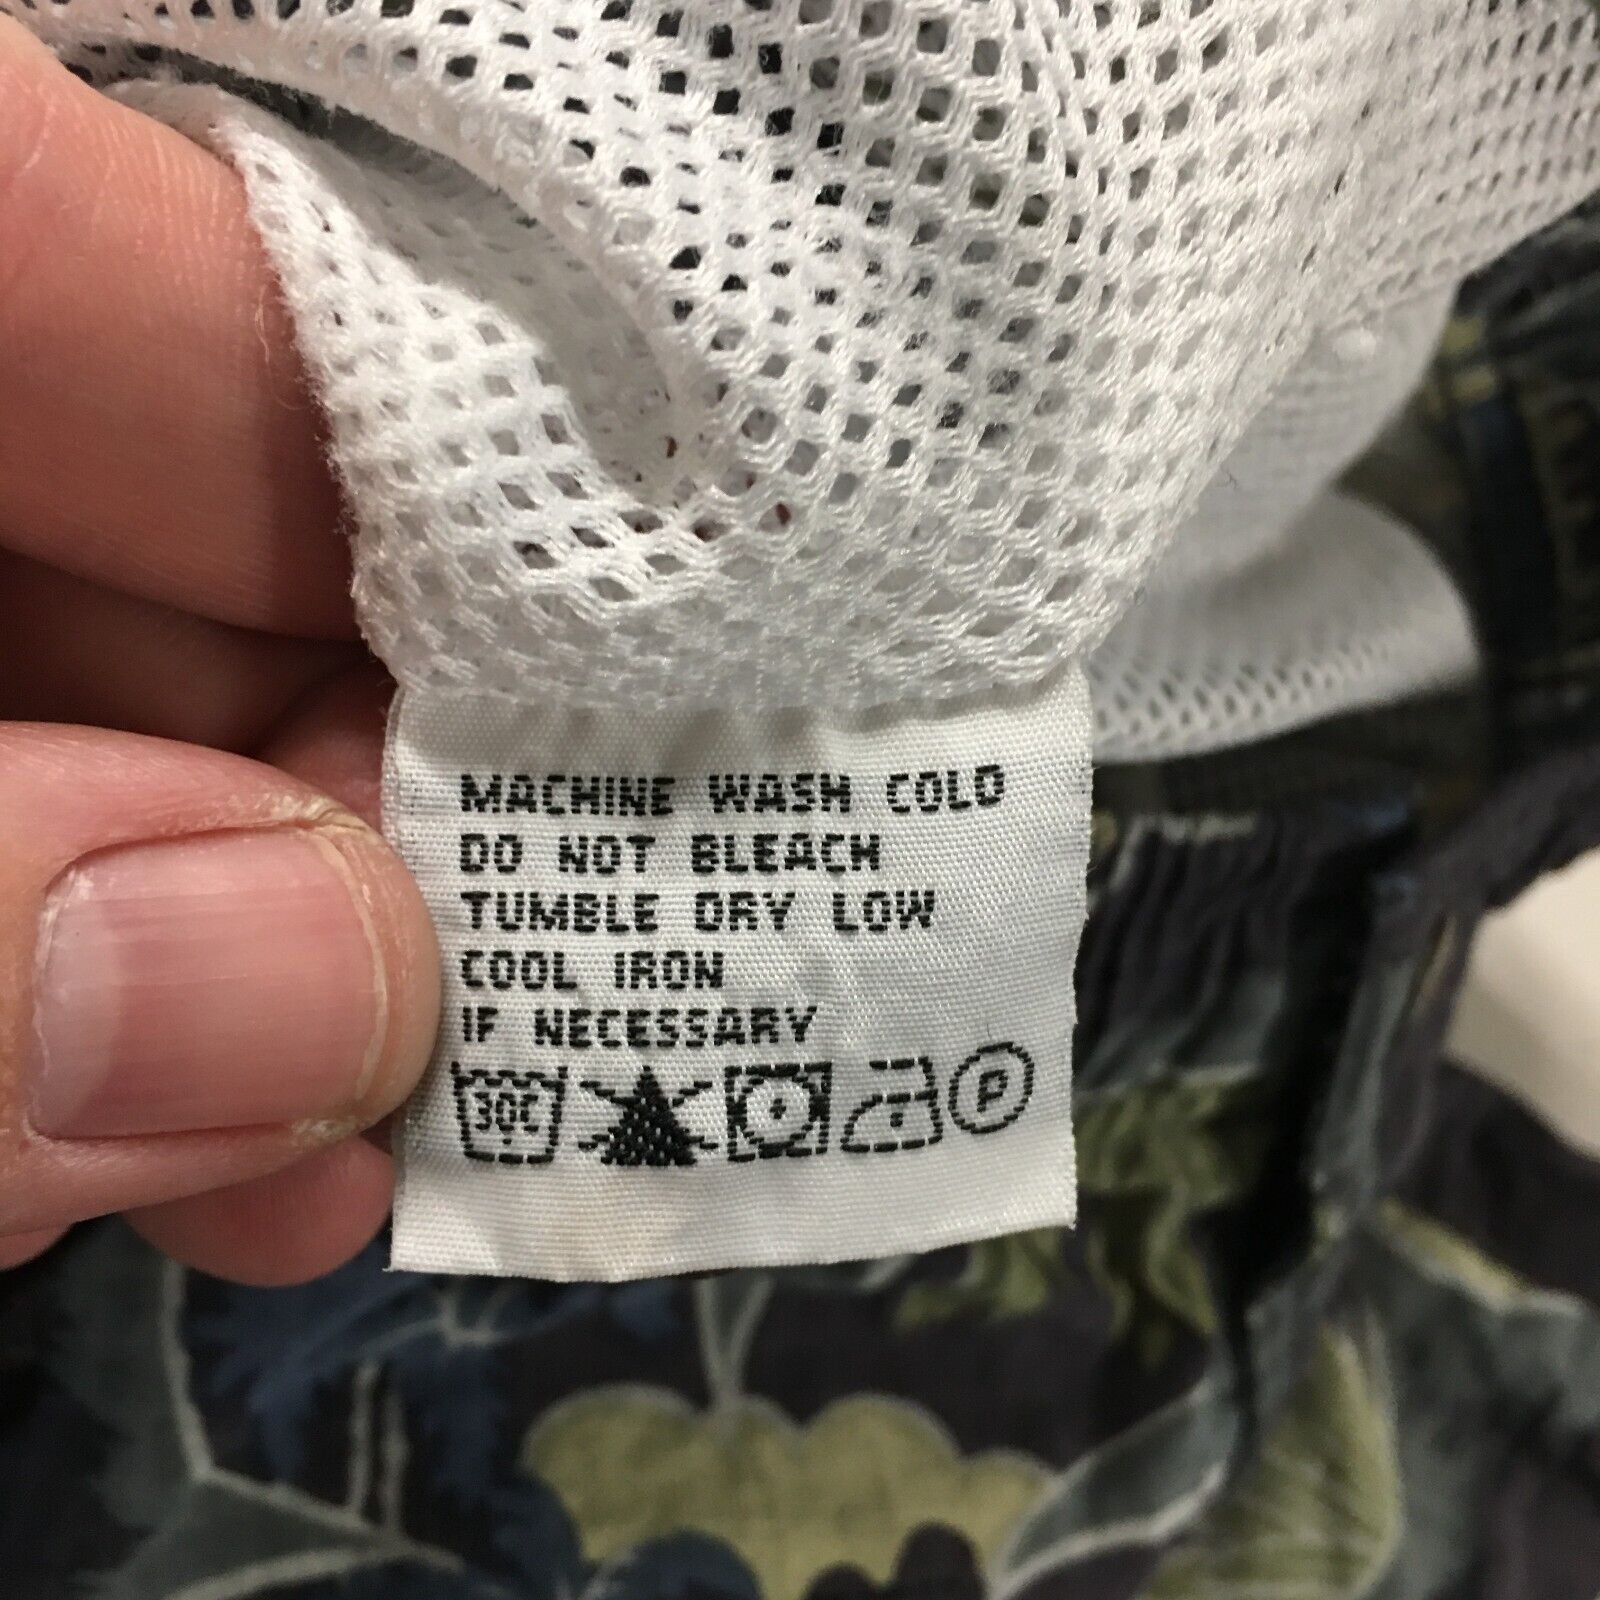 MACHINE WASH COLD
DO NOT BLEACH
TUMBLE DRY LOW
COOL IRON
IF NECESSARY
30C P